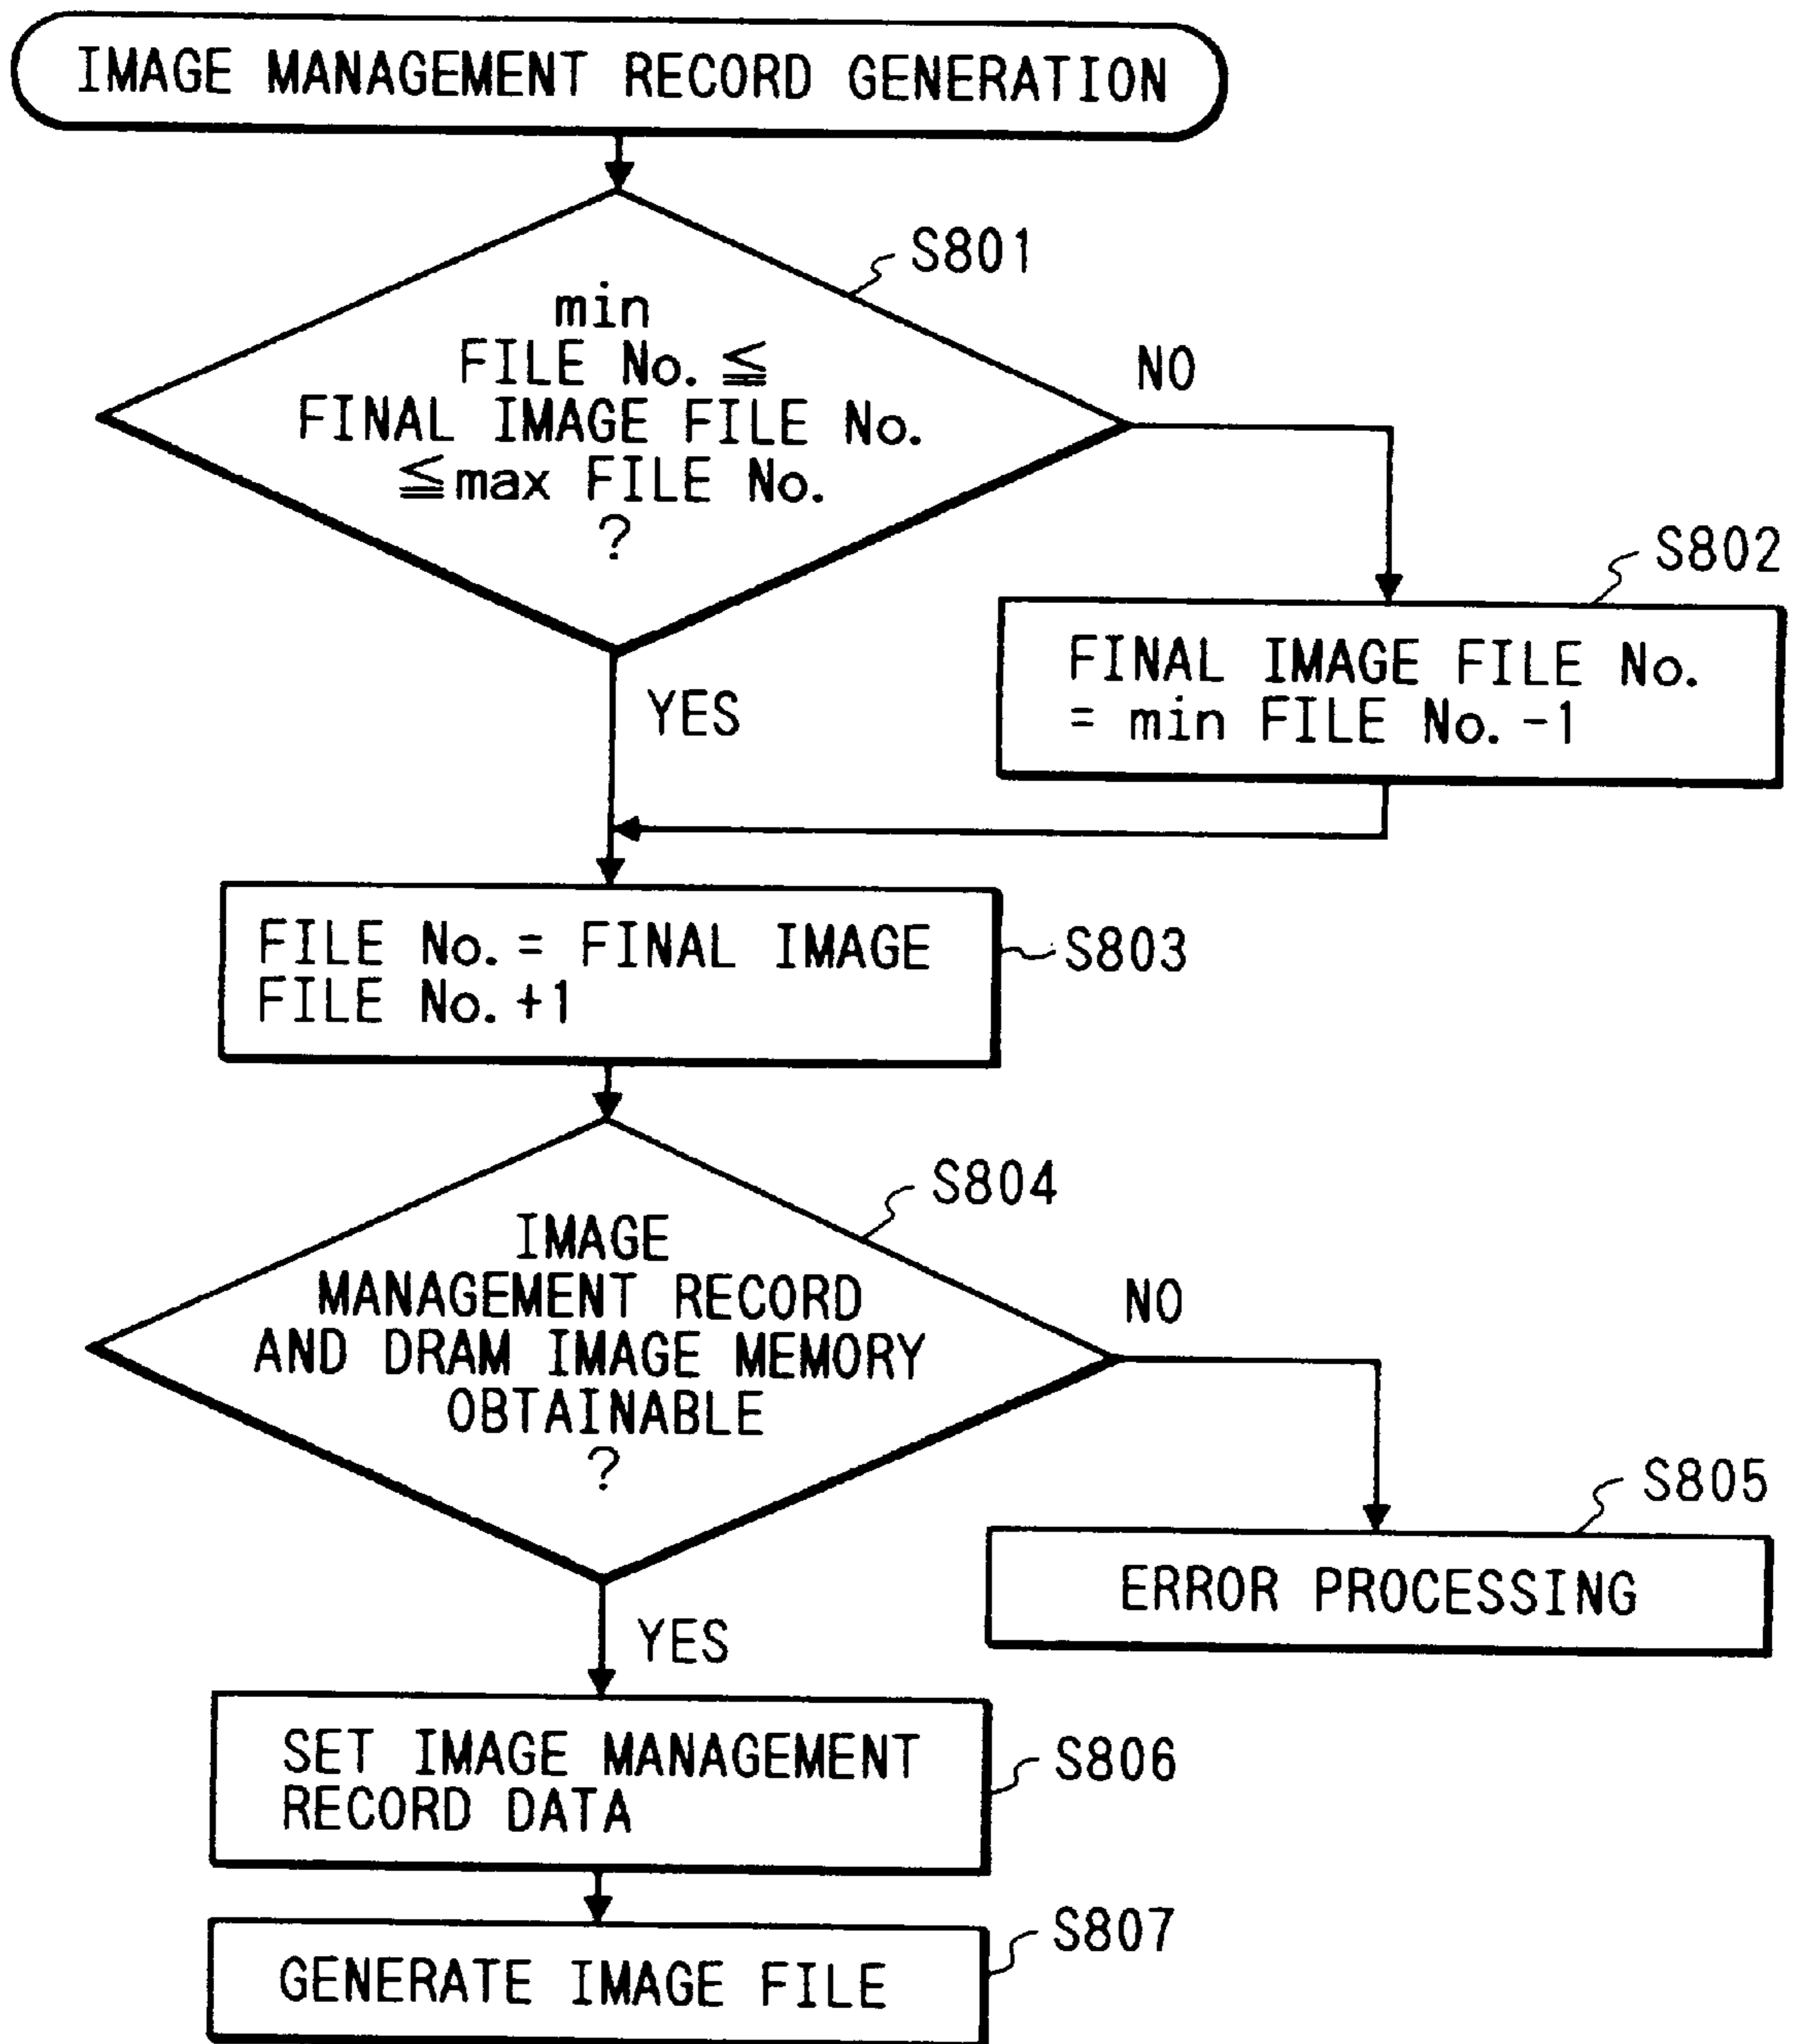 IMAGE MANAGEMENT RECORD GENERATION
S801
min
FILE No. ≦
FINAL IMAGE FILE No.
≦max FILE No.
?
NO
YES
S802
FINAL IMAGE FILE No.
= min FILE No. -1
FILE No. = FINAL IMAGE
FILE No. +1
S803
S804
IMAGE
MANAGEMENT RECORD
AND DRAM IMAGE MEMORY
OBTAINABLE
?
NO
YES
S805
ERROR PROCESSING
SET IMAGE MANAGEMENT
RECORD DATA
S806
GENERATE IMAGE FILE
S807